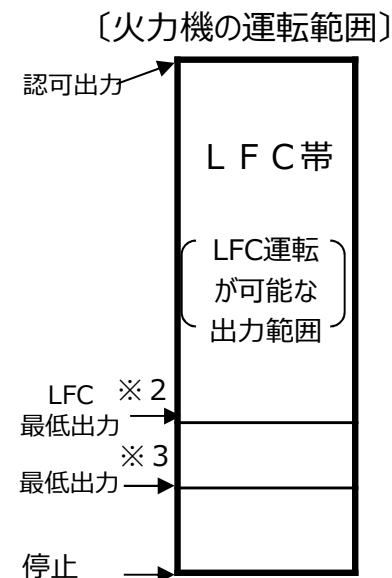 〔火力機の運転範囲〕
認可出力
ＬＦＣ帯
LFC運転
が可能な
出力範囲
LFC ※２
最低出力
※３
最低出力
停止